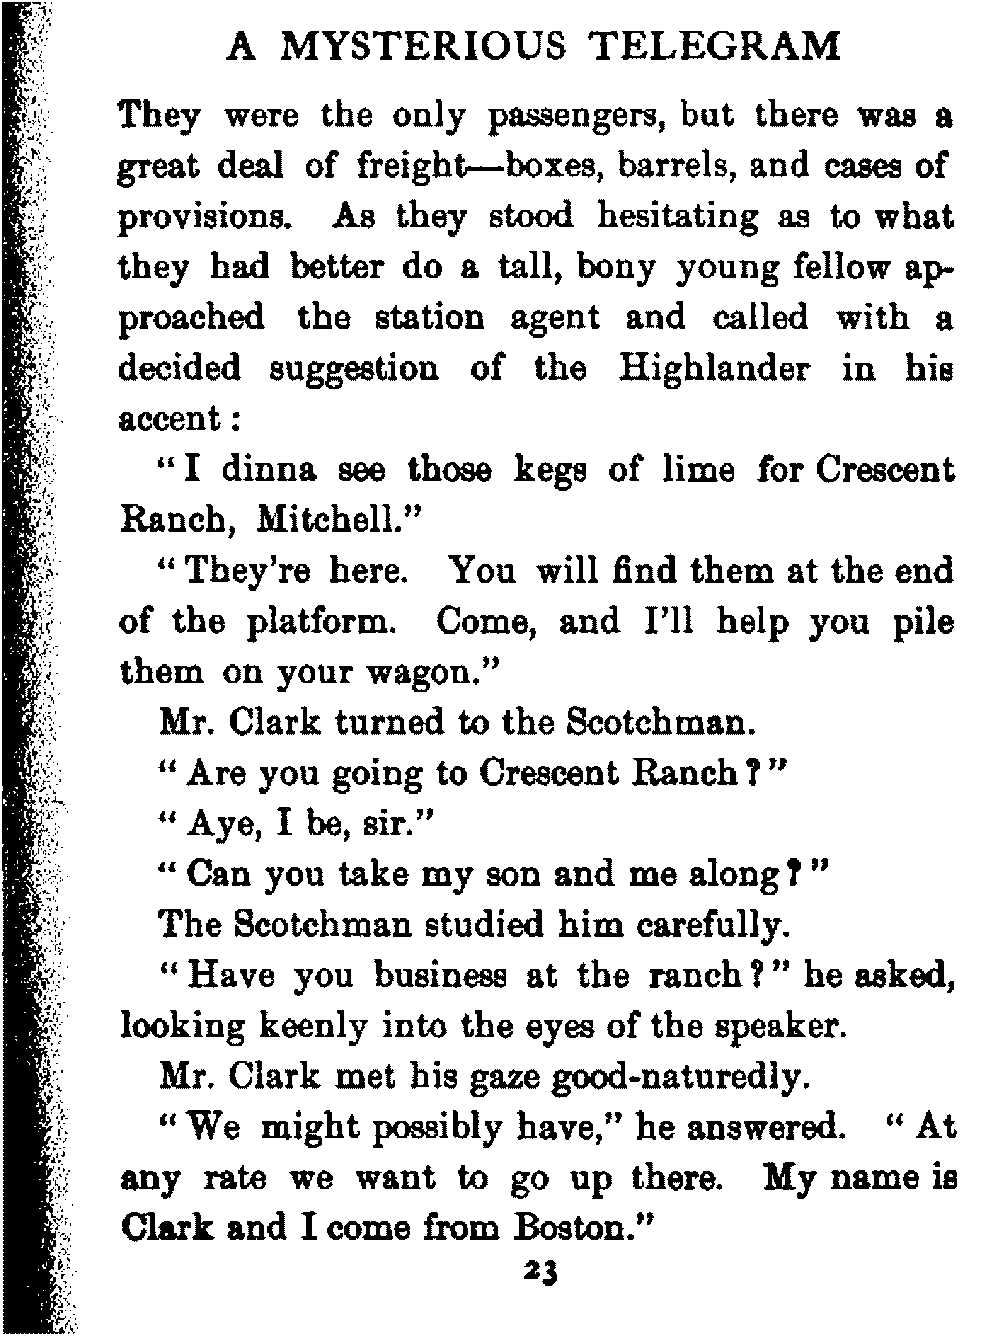 A MYSTERIOUS TELEGRAM
They were the only passengers, but there was a
great deal of freight—boxes, barrels, and cases of
provisions. As they stood hesitating as to what
they had better do a tall, bony young fellow ap-
proached the station agent and called with a
decided suggestion of the Highlander in his
accent:
"I dinna see those kegs of lime for Crescent
Ranch, Mitchell."
"They're here. You will find them at the end
of the platform. Come, and I'll help you pile
them on your wagon."
Mr. Clark turned to the Scotchman.
"Are you going to Crescent Ranch?"
"Aye, I be, sir."
"Can you take my son and me along?"
The Scotchman studied him carefully.
"Have you business at the ranch?" he asked,
looking keenly into the eyes of the speaker.
Mr. Clark met his gaze good-naturedly.
"We might possibly have," he answered. "At
any rate we want to go up there. My name is
Clark and I come from Boston."
23